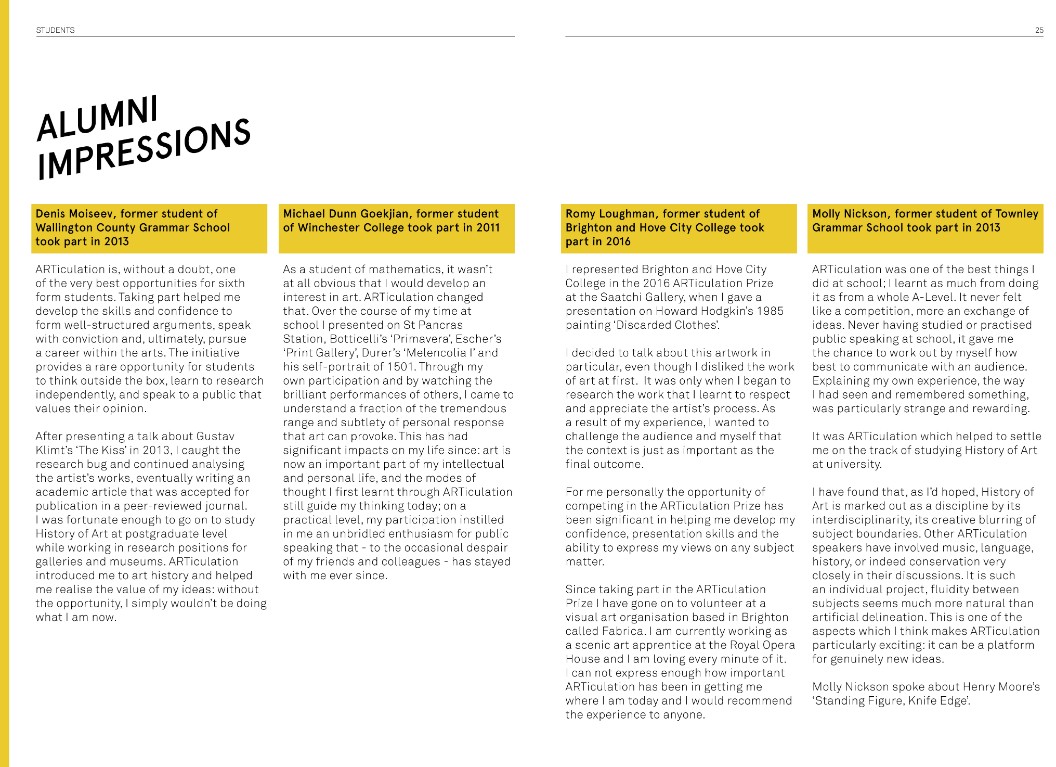 STUDENTS
25
ALUMNI
IMPRESSIONS
Denis Moiseev, former student of
Wallington County Grammar School
took part in 2013
ARTiculation is, without a doubt, one
of the very best opportunities for sixth
form students. Taking part helped me
develop the skills and confidence to
form well-structured arguments, speak
with conviction and, ultimately, pursue
a career within the arts. The initiative
provides a rare opportunity for students
to think outside the box, learn to research
independently, and speak to a public that
values their opinion.
After presenting a talk about Gustav
Klimt's 'The Kiss' in 2013, I caught the
research bug and continued analysing
the artist's works, eventually writing an
academic article that was accepted for
publication in a peer-reviewed journal.
I was fortunate enough to go on to study
History of Art at postgraduate level
while working in research positions for
galleries and museums. ARTiculation
introduced me to art history and helped
me realise the value of my ideas: without
the opportunity, I simply wouldn't be doing
what I am now.
Michael Dunn Goekjian, former student
of Winchester College took part in 2011
As a student of mathematics, it wasn't
at all obvious that I would develop an
interest in art. ARTiculation changed
that. Over the course of my time at
school I presented on St Pancras
Station, Botticelli's 'Primavera', Escher's
'Print Gallery', Durer's 'Melencolia I' and
his self-portrait of 1501. Through my
own participation and by watching the
brilliant performances of others, I came to
understand a fraction of the tremendous
range and subtlety of personal response
that art can provoke. This has had
significant impacts on my life since: art is
now an important part of my intellectual
and personal life, and the modes of
thought I first learnt through ARTiculation
still guide my thinking today; on a
practical level, my participation instilled
in me an unbridled enthusiasm for public
speaking that - to the occasional despair
of my friends and colleagues - has stayed
with me ever since.
Romy Loughman, former student of
Brighton and Hove City College took
part in 2016
I represented Brighton and Hove City
College in the 2016 ARTiculation Prize
at the Saatchi Gallery, when I gave a
presentation on Howard Hodgkin's 1985
painting 'Discarded Clothes'.
I decided to talk about this artwork in
particular, even though I disliked the work
of art at first.  It was only when I began to
research the work that I learnt to respect
and appreciate the artist's process. As
a result of my experience, I wanted to
challenge the audience and myself that
the context is just as important as the
final outcome.
For me personally the opportunity of
competing in the ARTiculation Prize has
been significant in helping me develop my
confidence, presentation skills and the
ability to express my views on any subject
matter.
Since taking part in the ARTiculation
Prize I have gone on to volunteer at a
visual art organisation based in Brighton
called Fabrica. I am currently working as
a scenic art apprentice at the Royal Opera
House and I am loving every minute of it.
I can not express enough how important
ARTiculation has been in getting me
where I am today and I would recommend
the experience to anyone.
Molly Nickson, former student of Townley
Grammar School took part in 2013
ARTiculation was one of the best things I
did at school; I learnt as much from doing
it as from a whole A-Level. It never felt
like a competition, more an exchange of
ideas. Never having studied or practised
public speaking at school, it gave me
the chance to work out by myself how
best to communicate with an audience.
Explaining my own experience, the way
I had seen and remembered something,
was particularly strange and rewarding.
It was ARTiculation which helped to settle
me on the track of studying History of Art
at university.
I have found that, as I'd hoped, History of
Art is marked out as a discipline by its
interdisciplinarity, its creative blurring of
subject boundaries. Other ARTiculation
speakers have involved music, language,
history, or indeed conservation very
closely in their discussions. It is such
an individual project, fluidity between
subjects seems much more natural than
artificial delineation. This is one of the
aspects which I think makes ARTiculation
particularly exciting: it can be a platform
for genuinely new ideas.
Molly Nickson spoke about Henry Moore's
'Standing Figure, Knife Edge'.